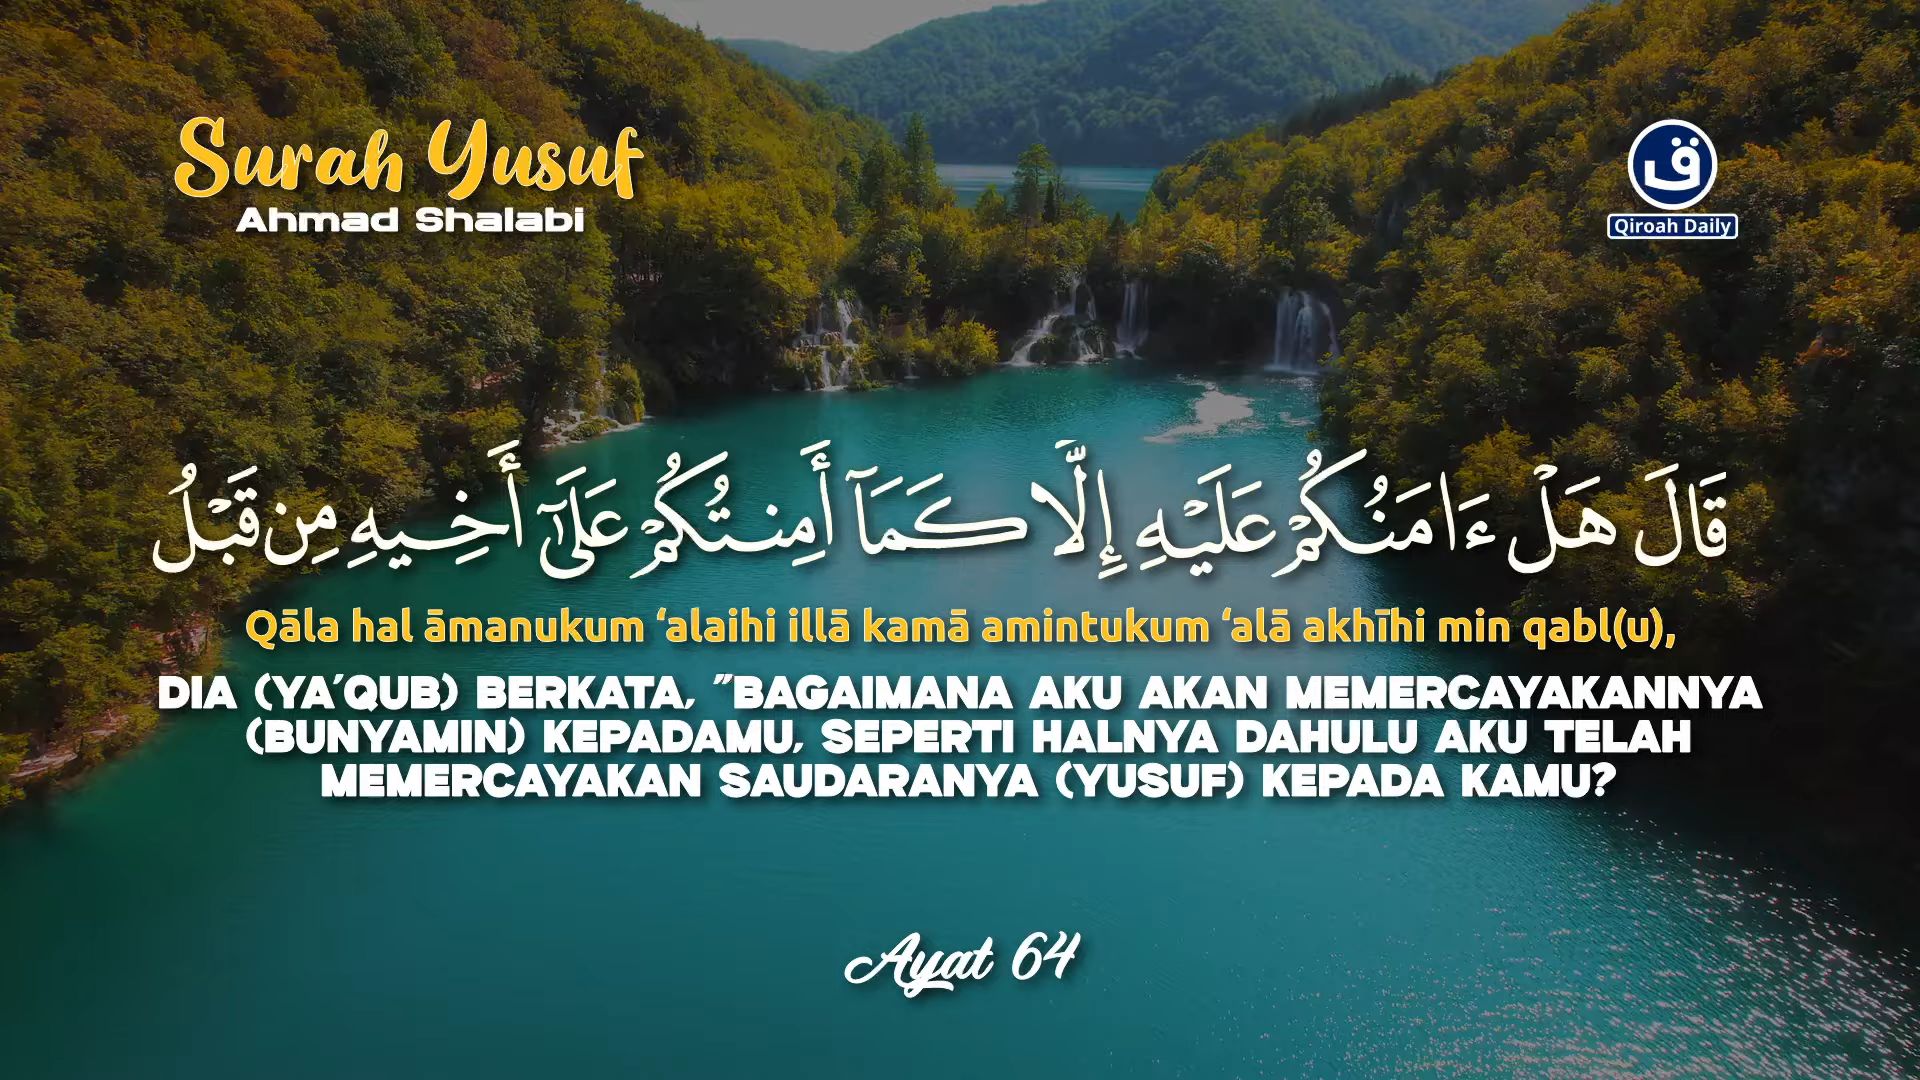 Surah Yusuf
Ahmad Shalabi
ق
Qiroah Daily
قَالَ هَلْ ءَامَنُكُمْ عَلَيْهِ إِلَّا كَمَآ أَمِنتُكُمْ عَلَىٰٓ أَخِيهِ مِن قَبْلُ
Qāla hal āmanukum ‘alaihi illā kamā amintukum ‘alā akhīhi min qabl(u),
DIA (YA'QUB) BERKATA, "BAGAIMANA AKU AKAN MEMERCAYAKANNYA
(BUNYAMIN) KEPADAMU, SEPERTI HALNYA DAHULU AKU TELAH
MEMERCAYAKAN SAUDARANYA (YUSUF) KEPADA KAMU?
Ayat 64